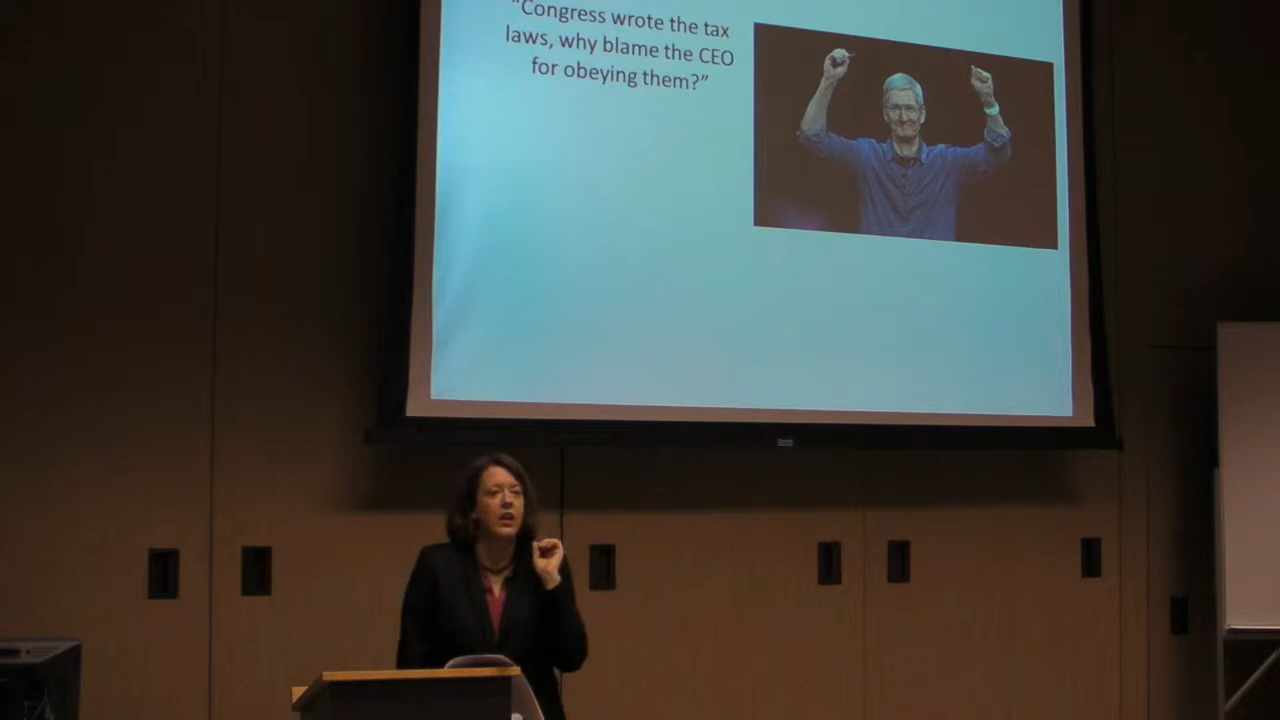 "Congress wrote the tax
laws, why blame the CEO
for obeying them?"